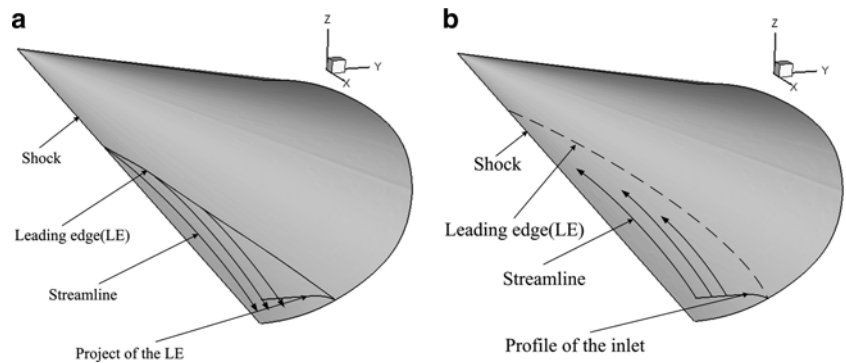 a
Z
Y
X
Shock
Leading edge(LE)
Streamline
Project of the LE
b
Z
Y
X
Shock
Leading edge(LE)
Streamline
Profile of the inlet